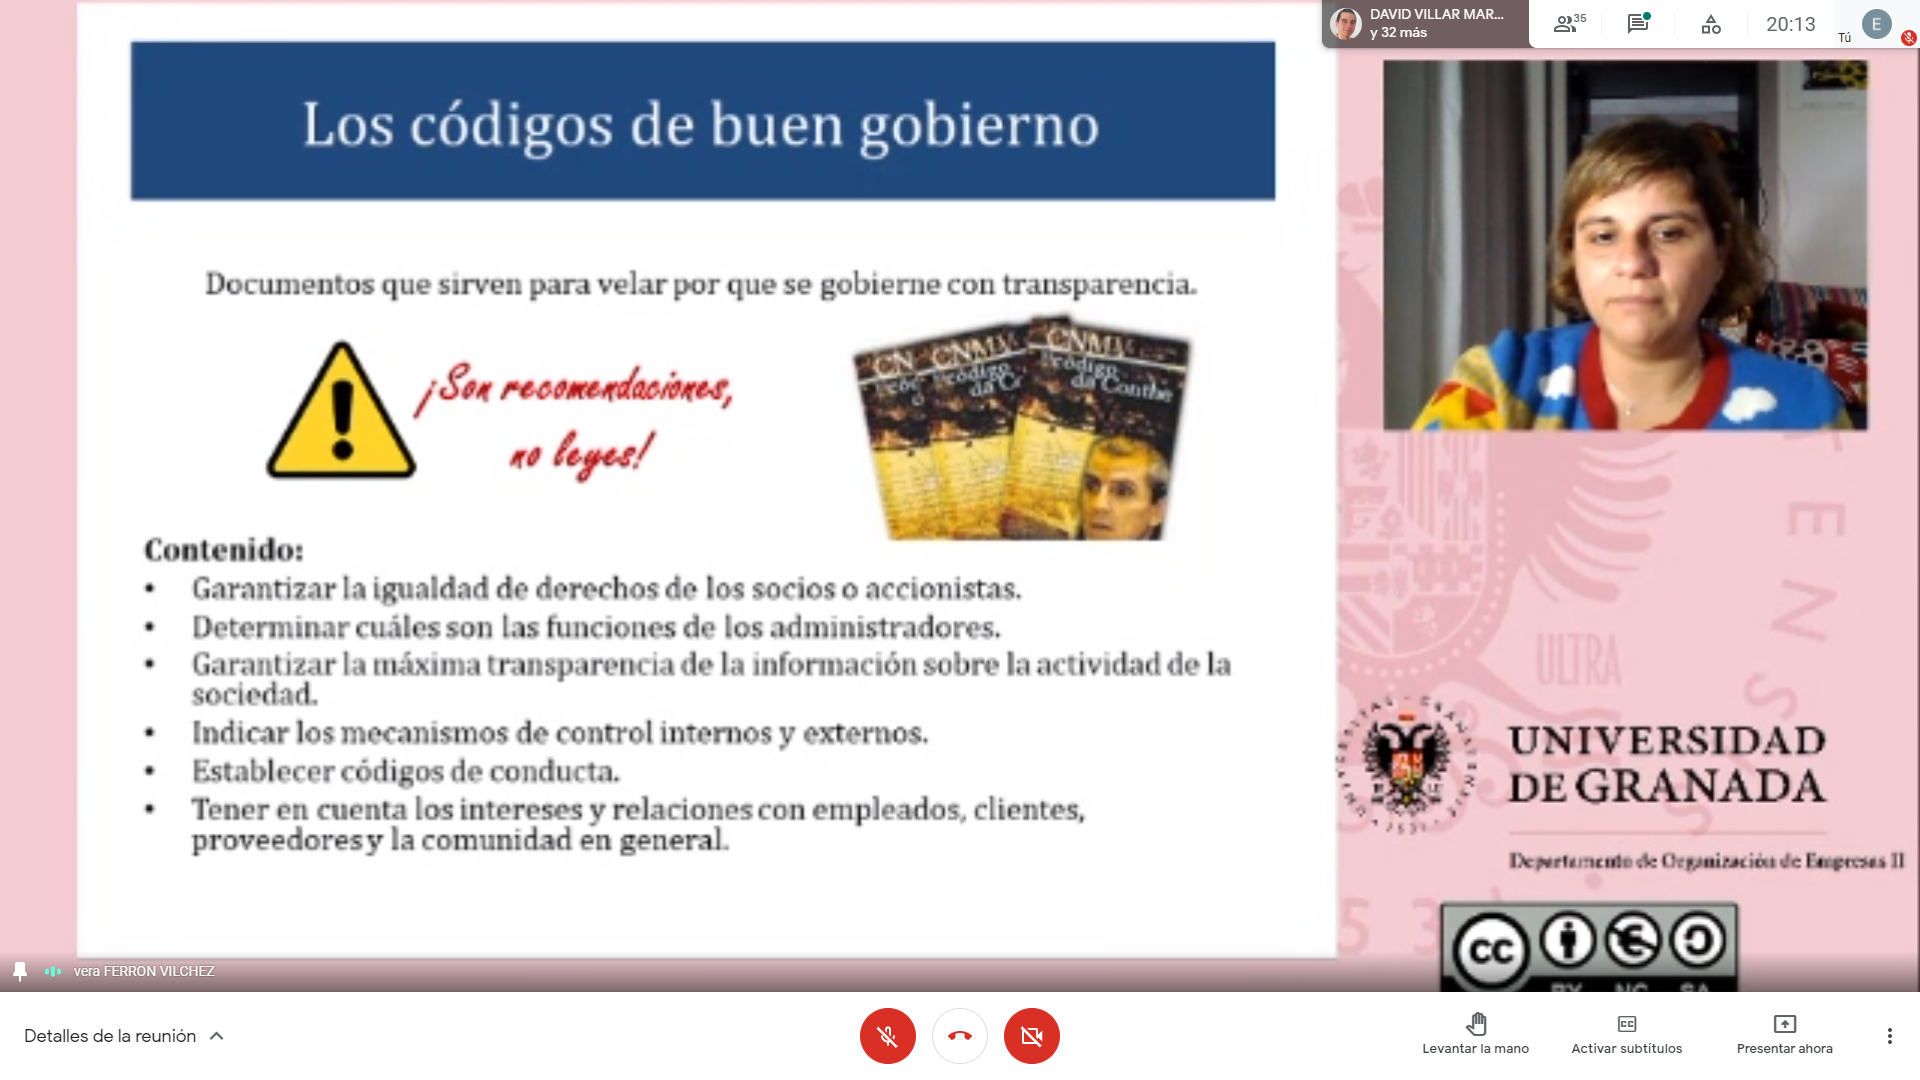 DAVID VILLAR MAR...
y 32 más
35
20:13
Tú
E
Los códigos de buen gobierno
Documentos que sirven para velar por que se gobierne con transparencia.
¡Son recomendaciones,
no leyes!
CN
CNMV
CNMV
código
da Conthe
Contenido:
• Garantizar la igualdad de derechos de los socios o accionistas.
• Determinar cuáles son las funciones de los administradores.
• Garantizar la máxima transparencia de la información sobre la actividad de la
sociedad.
• Indicar los mecanismos de control internos y externos.
• Establecer códigos de conducta.
• Tener en cuenta los intereses y relaciones con empleados, clientes,
proveedores y la comunidad en general.
ULTRA
E
N
S
53
UNIVERSIDAD
DE GRANADA
Departamento de Organización de Empresas II
cc
BY NC SA
vera FERRON VILCHEZ
Detalles de la reunión
Levantar la mano
Activar subtítulos
Presentar ahora